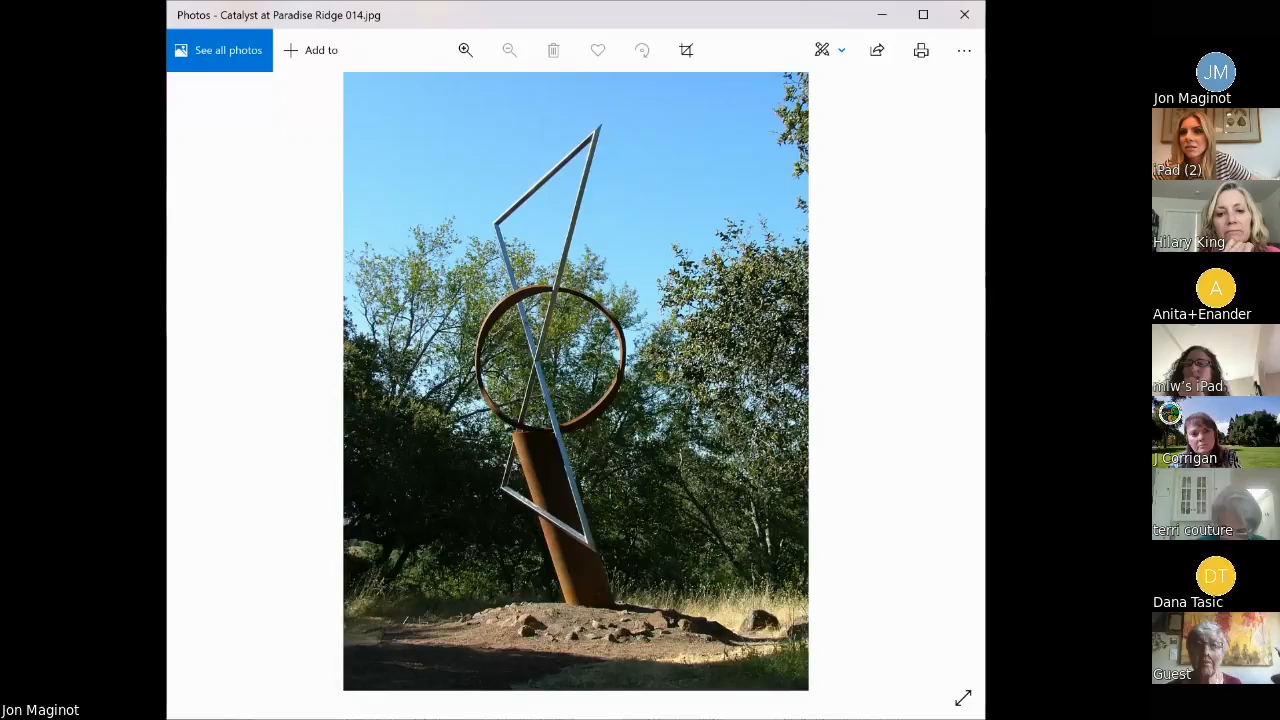 Photos - Catalyst at Paradise Ridge 014.jpg
See all photos
Add to
JM
Jon Maginot
iPad (2)
Hilary King
A
Anita+Enander
mlw's iPad
J Corrigan
terri couture
DT
Dana Tasic
Guest
Jon Maginot